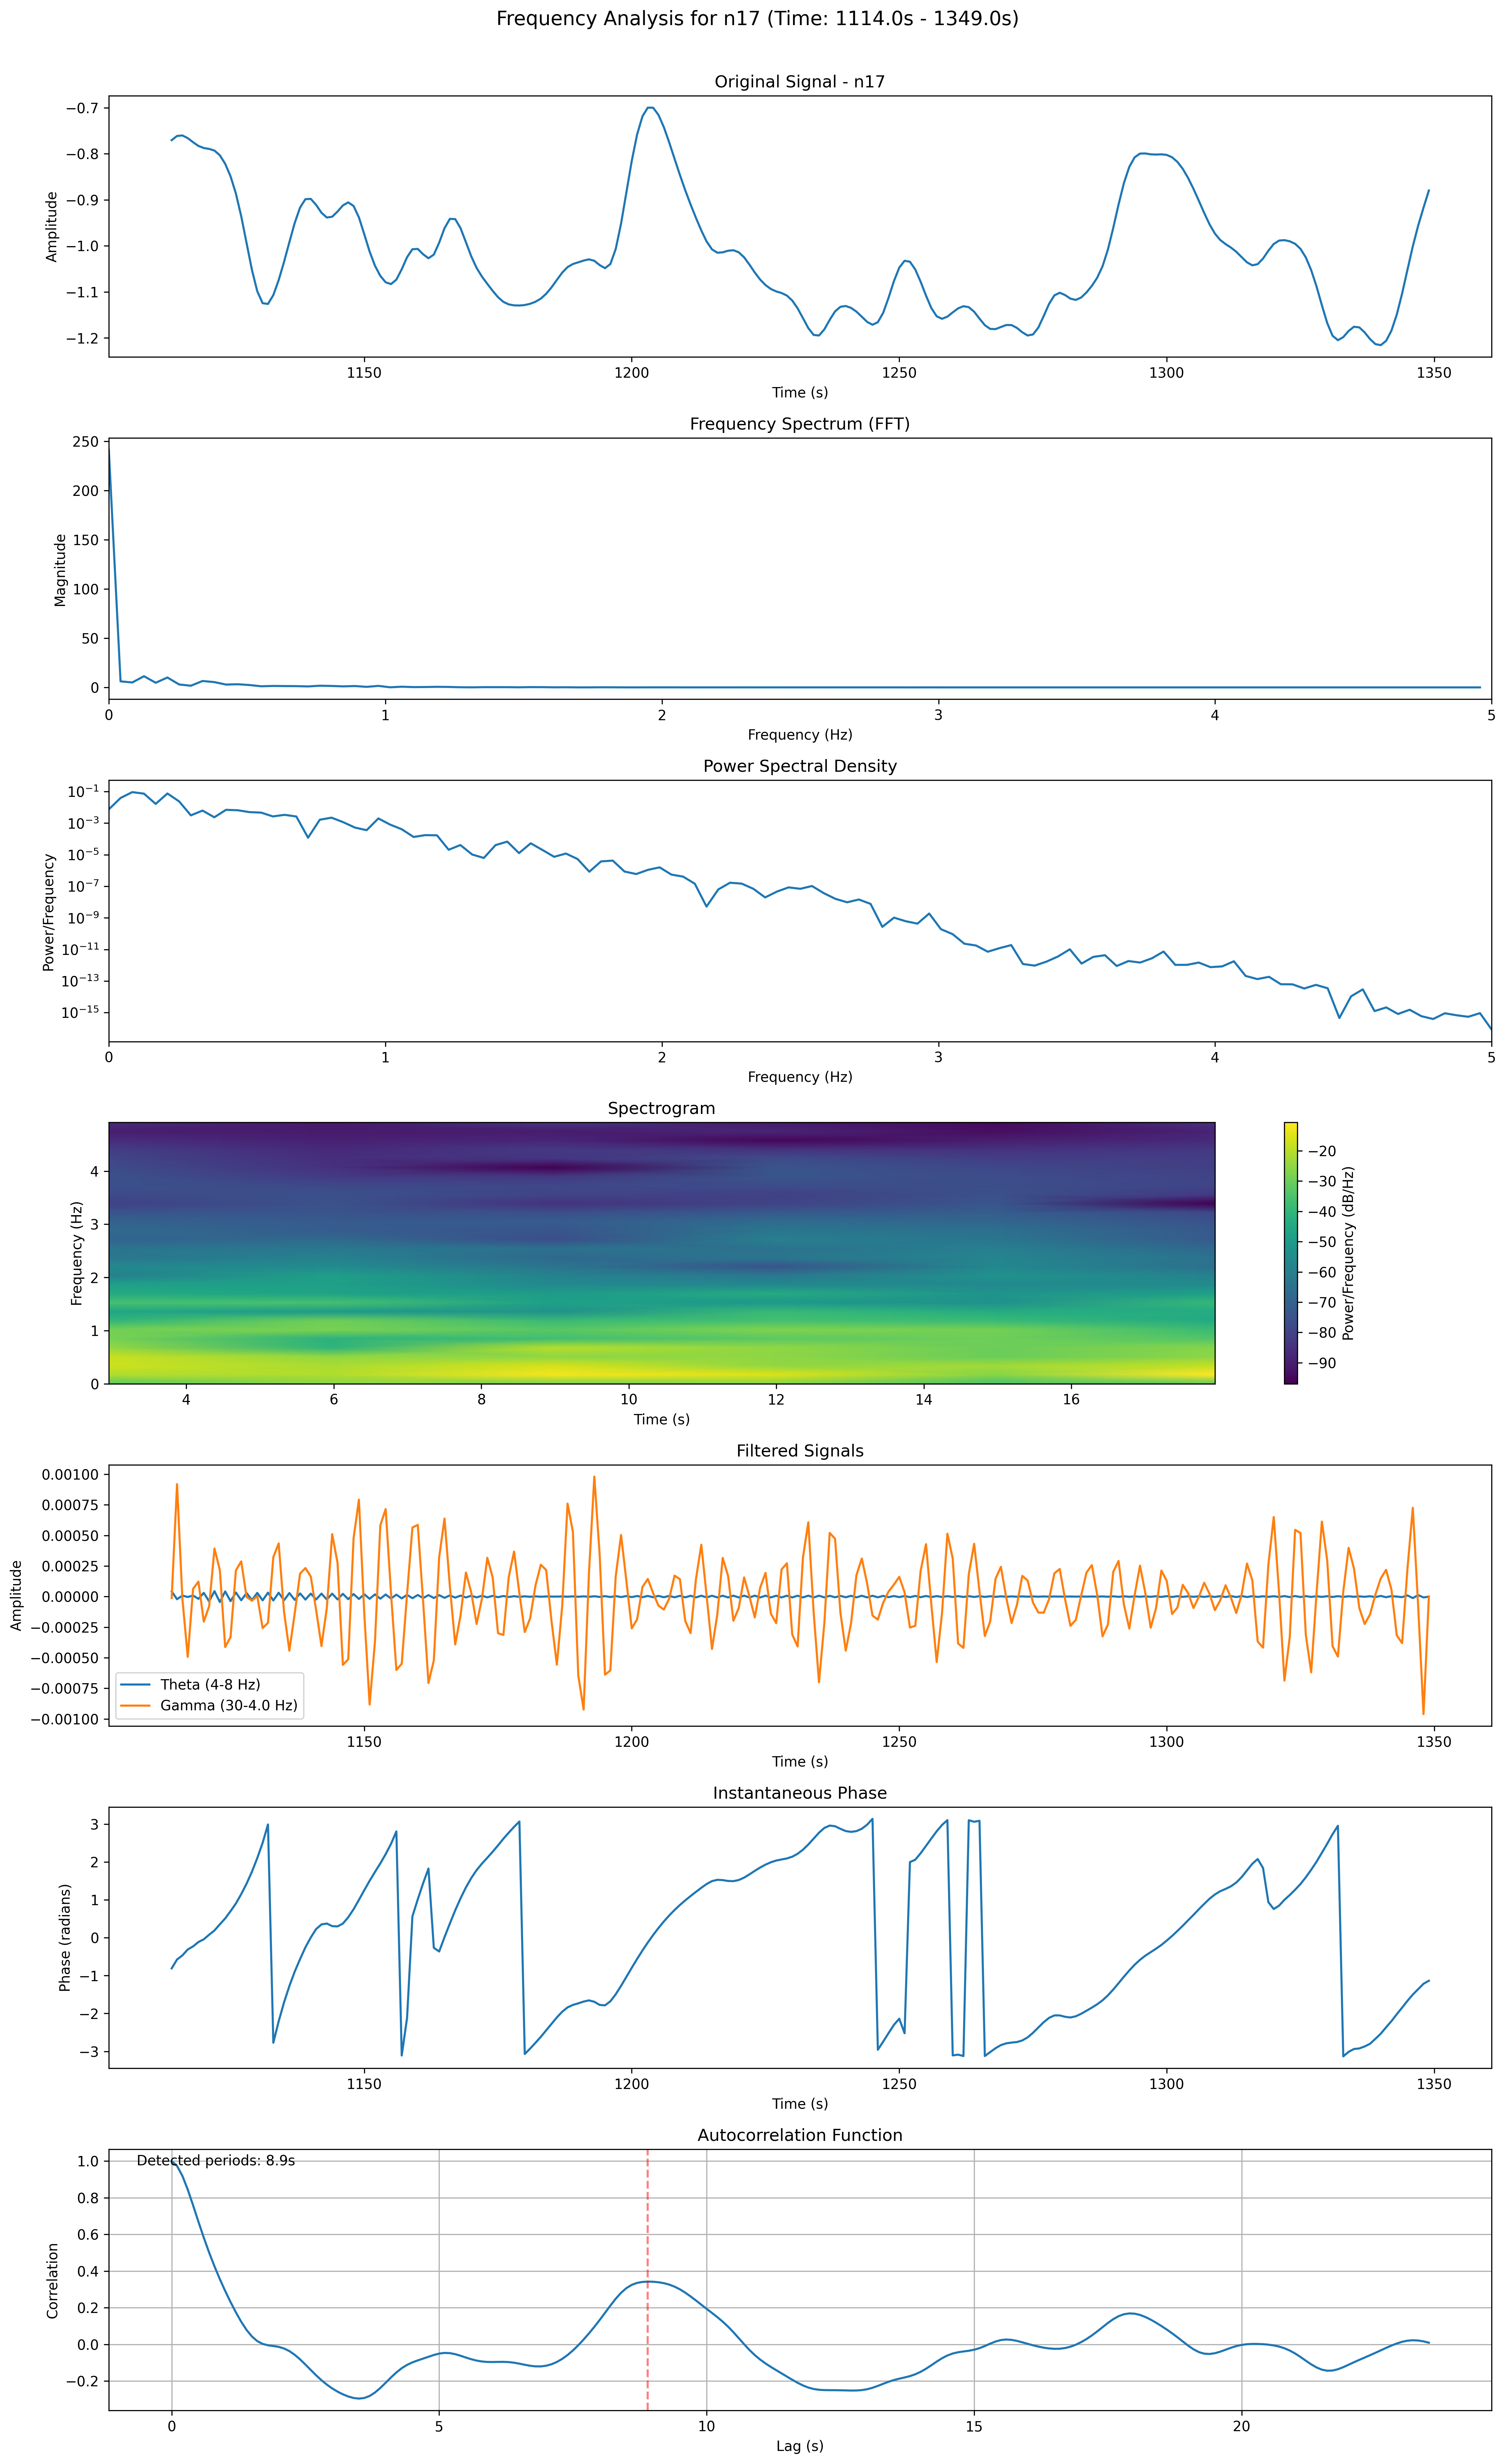 Frequency Analysis for n17 (Time: 1114.0s - 1349.0s)
Original Signal - n17
−0.7
−0.8
−0.9
−1.0
−1.1
−1.2
Amplitude
1150 1200 1250 1300 1350
Time (s)
Frequency Spectrum (FFT)
250
200
150
100
50
0
Magnitude
0 1 2 3 4 5
Frequency (Hz)
Power Spectral Density
10⁻¹
10⁻³
10⁻⁵
10⁻⁷
10⁻⁹
10⁻¹¹
10⁻¹³
10⁻¹⁵
Power/Frequency
0 1 2 3 4 5
Frequency (Hz)
Spectrogram
4
3
2
1
0
Frequency (Hz)
4 6 8 10 12 14 16
Time (s)
−20
−30
−40
−50
−60
−70
−80
−90
Power/Frequency (dB/Hz)
Filtered Signals
0.00100
0.00075
0.00050
0.00025
0.00000
−0.00025
−0.00050
−0.00075
−0.00100
Amplitude
Theta (4-8 Hz)
Gamma (30-4.0 Hz)
1150 1200 1250 1300 1350
Time (s)
Instantaneous Phase
3
2
1
0
−1
−2
−3
Phase (radians)
1150 1200 1250 1300 1350
Time (s)
Autocorrelation Function
Detected periods: 8.9s
1.0
0.8
0.6
0.4
0.2
0.0
−0.2
Correlation
0 5 10 15 20
Lag (s)